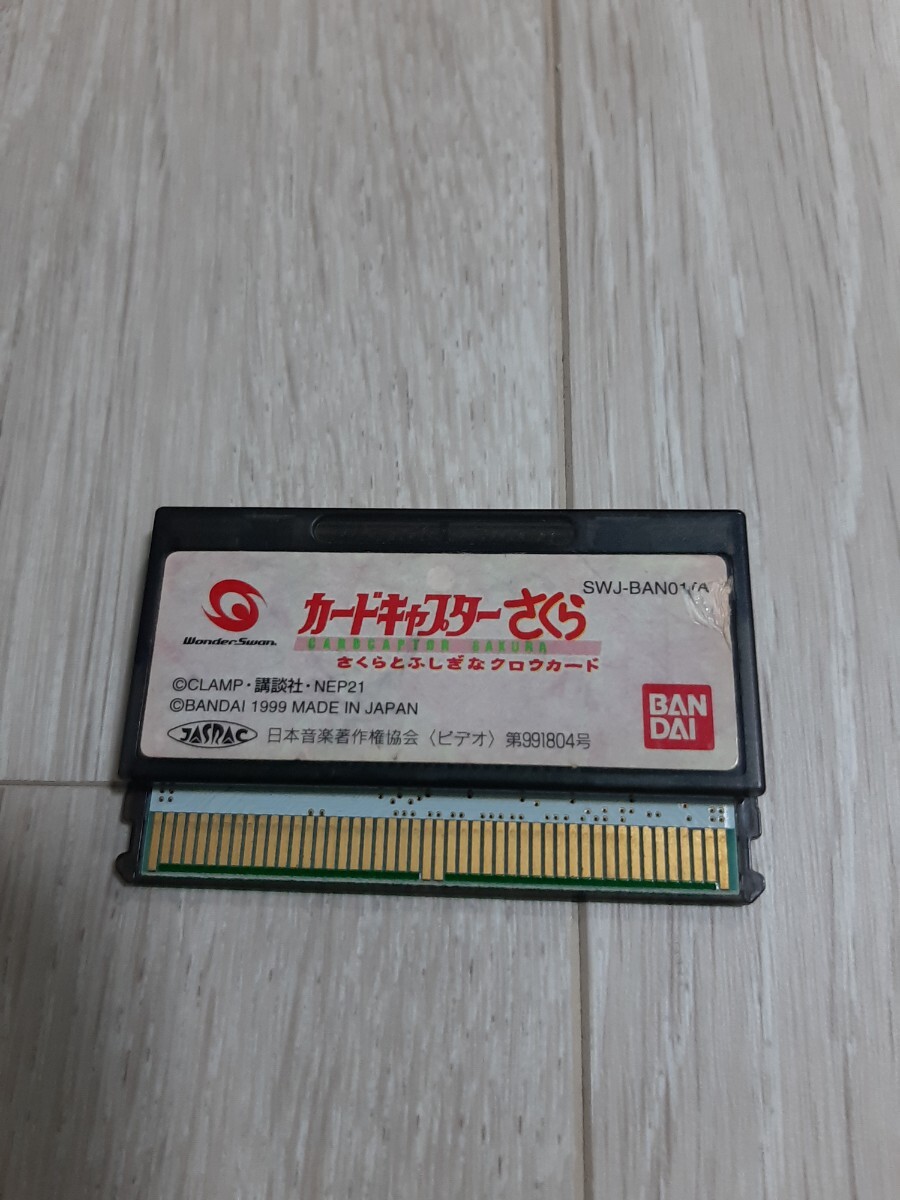 SWJ-BAN01
WonderSwan
カードキャプターさくら
CARDCAPTOR SAKURA
さくらとふしぎなクロウカード
©CLAMP・講談社・NEP21
©BANDAI 1999 MADE IN JAPAN
BAN
DAI
JASRAC 日本音楽著作権協会〈ビデオ〉第991804号